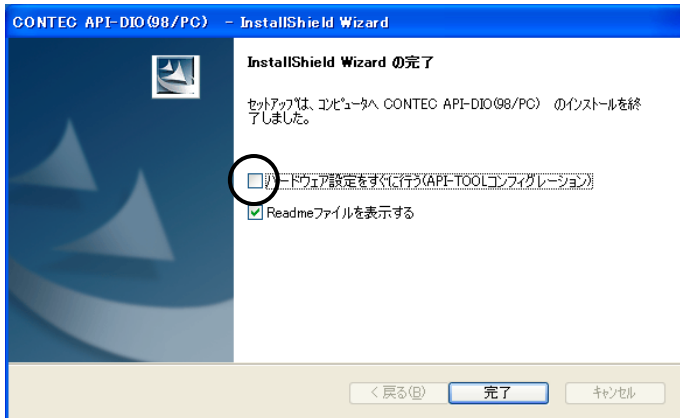 CONTEC API-DIO(98/PC) - InstallShield Wizard
InstallShield Wizard の完了
セットアップは、コンピュータへ CONTEC API-DIO(98/PC) のインストールを終
了しました。
ハードウェア設定をすぐに行う(API-TOOLコンフィグレーション)
Readmeファイルを表示する
< 戻る(B)
完了
キャンセル